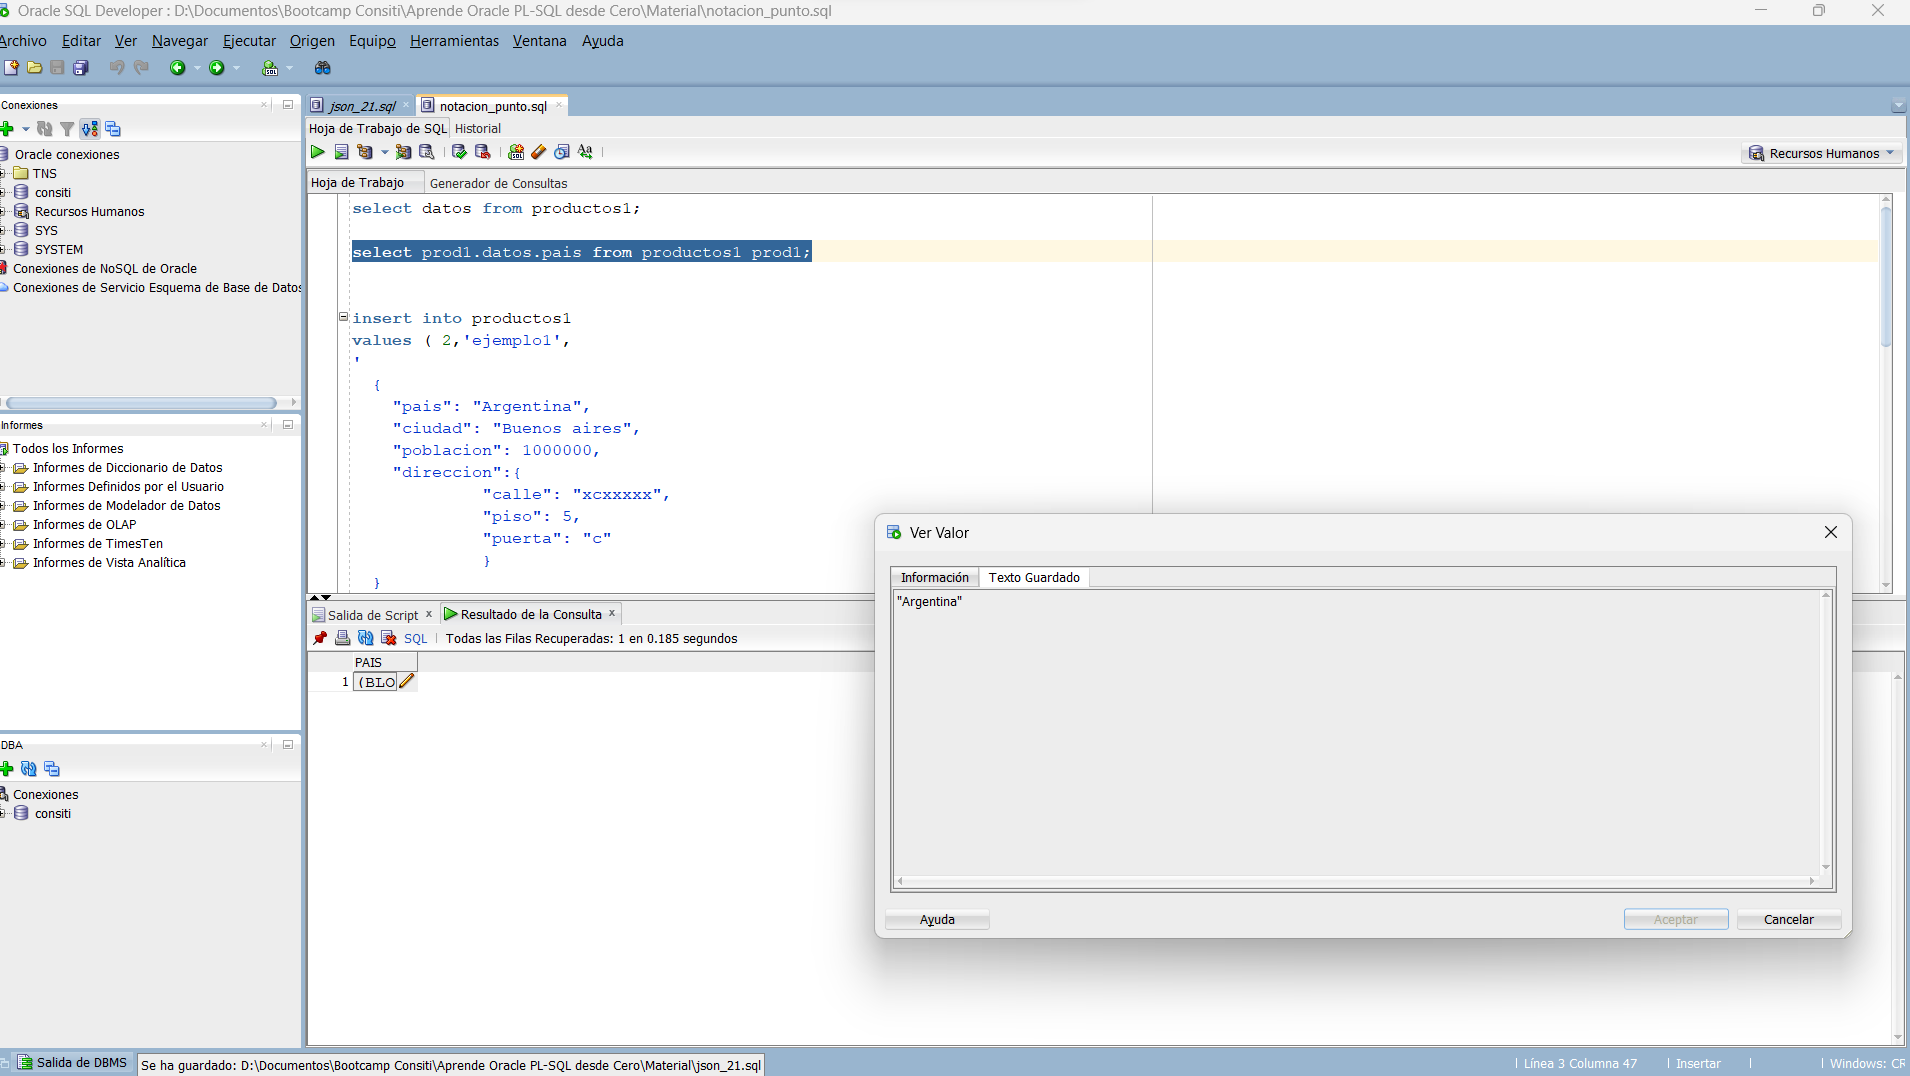 Oracle SQL Developer : D:\Documentos\Bootcamp Consiti\Aprende Oracle PL-SQL desde Cero\Material\notacion_punto.sql
Archivo Editar Ver Navegar Ejecutar Origen Equipo Herramientas Ventana Ayuda
Conexiones
Oracle conexiones
TNS
consiti
Recursos Humanos
SYS
SYSTEM
Conexiones de NoSQL de Oracle
Conexiones de Servicio Esquema de Base de Datos
Informes
Todos los Informes
Informes de Diccionario de Datos
Informes Definidos por el Usuario
Informes de Modelador de Datos
Informes de OLAP
Informes de TimesTen
Informes de Vista Analítica
DBA
Conexiones
consiti
json_21.sql notacion_punto.sql
Hoja de Trabajo de SQL Historial
Recursos Humanos
Hoja de Trabajo Generador de Consultas
select datos from productos1;
select prod1.datos.pais from productos1 prod1;
insert into productos1
values ( 2,'ejemplo1',
'
{
"pais": "Argentina",
"ciudad": "Buenos aires",
"poblacion": 1000000,
"direccion":{
"calle": "xcxxxxx",
"piso": 5,
"puerta": "c"
}
}
Salida de Script Resultado de la Consulta
SQL Todas las Filas Recuperadas: 1 en 0.185 segundos
PAIS
1 (BLO
Ver Valor
Información Texto Guardado
"Argentina"
Ayuda Aceptar Cancelar
Salida de DBMS Se ha guardado: D:\Documentos\Bootcamp Consiti\Aprende Oracle PL-SQL desde Cero\Material\json_21.sql Línea 3 Columna 47 Insertar Windows: CR